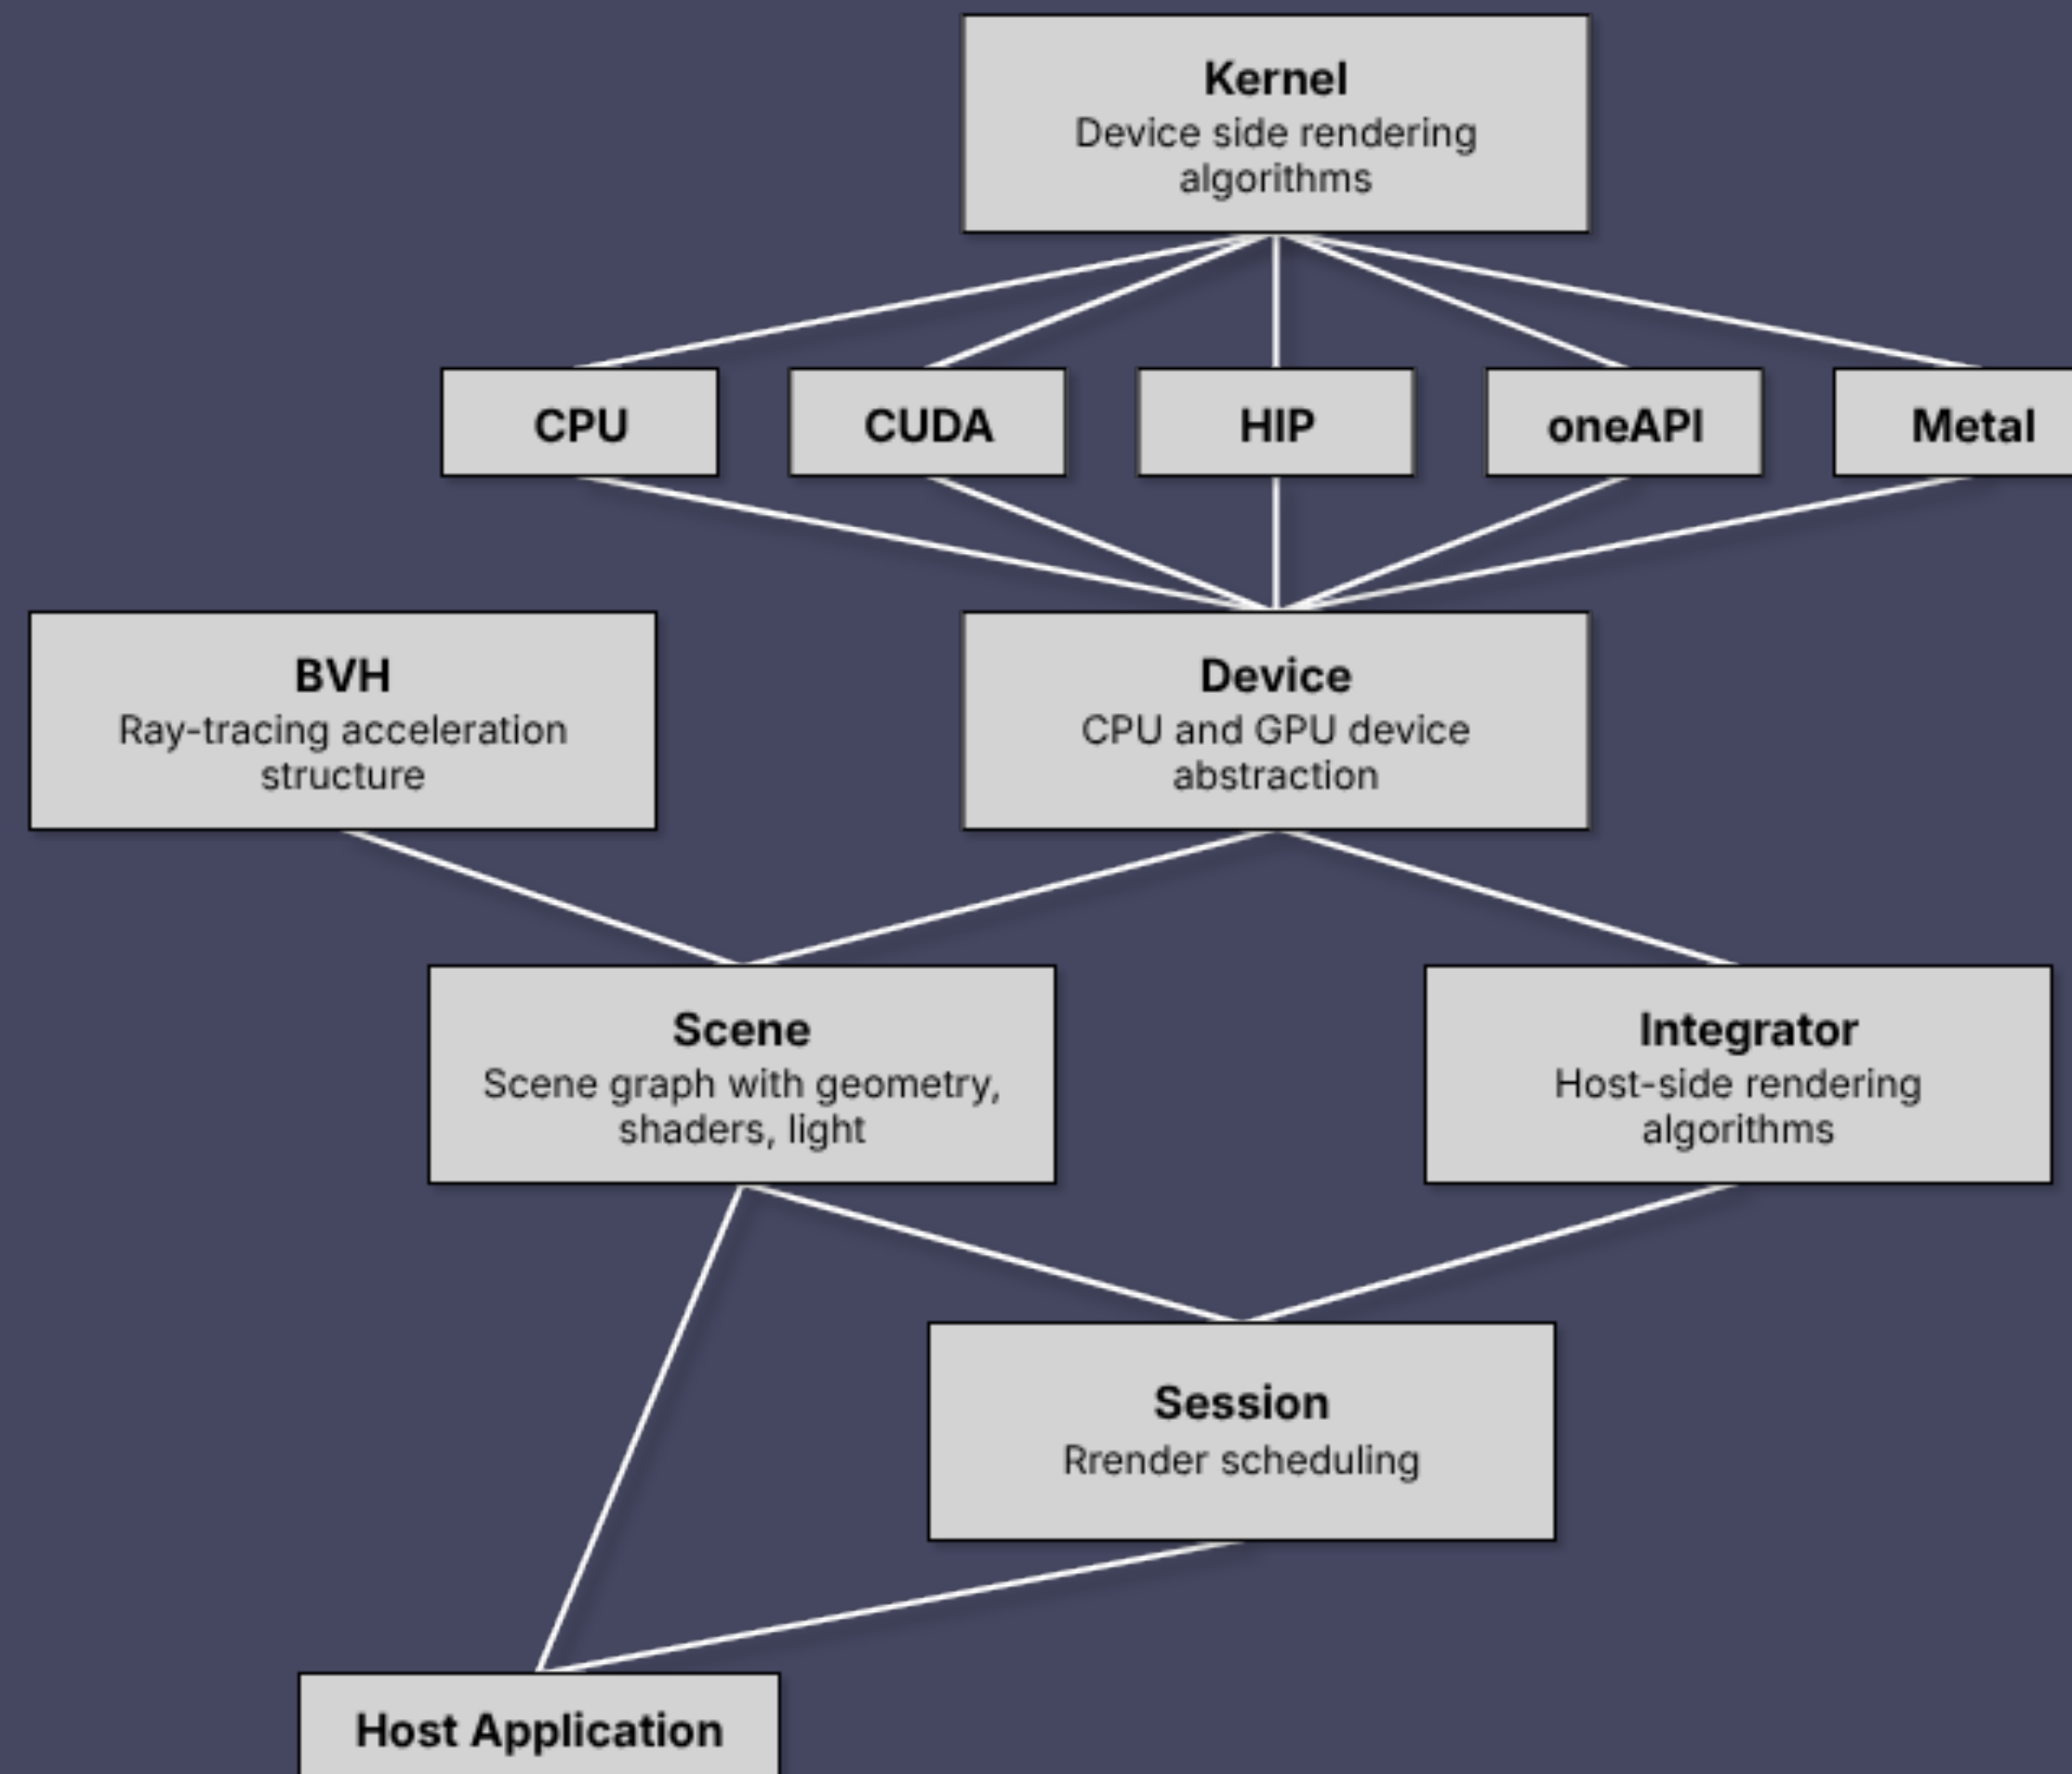 Kernel
Device side rendering
algorithms
CPU
CUDA
HIP
oneAPI
Metal
BVH
Ray-tracing acceleration
structure
Device
CPU and GPU device
abstraction
Scene
Scene graph with geometry,
shaders, light
Integrator
Host-side rendering
algorithms
Session
Rrender scheduling
Host Application